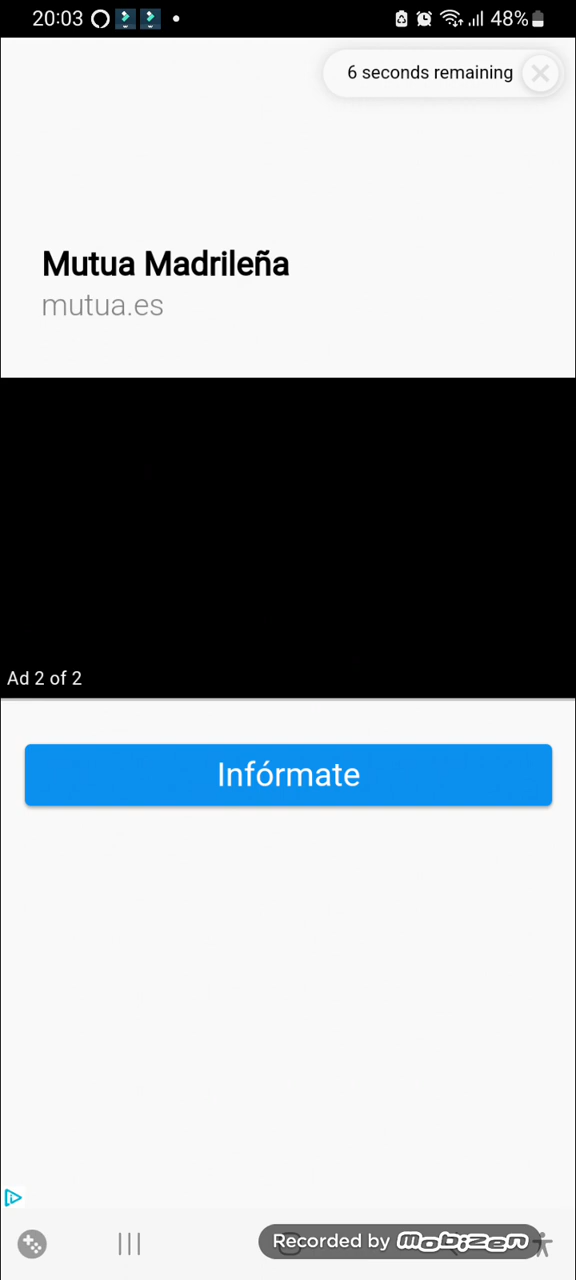 20:03 48%
6 seconds remaining
Mutua Madrileña
mutua.es
Ad 2 of 2
Infórmate
Recorded by mobizen